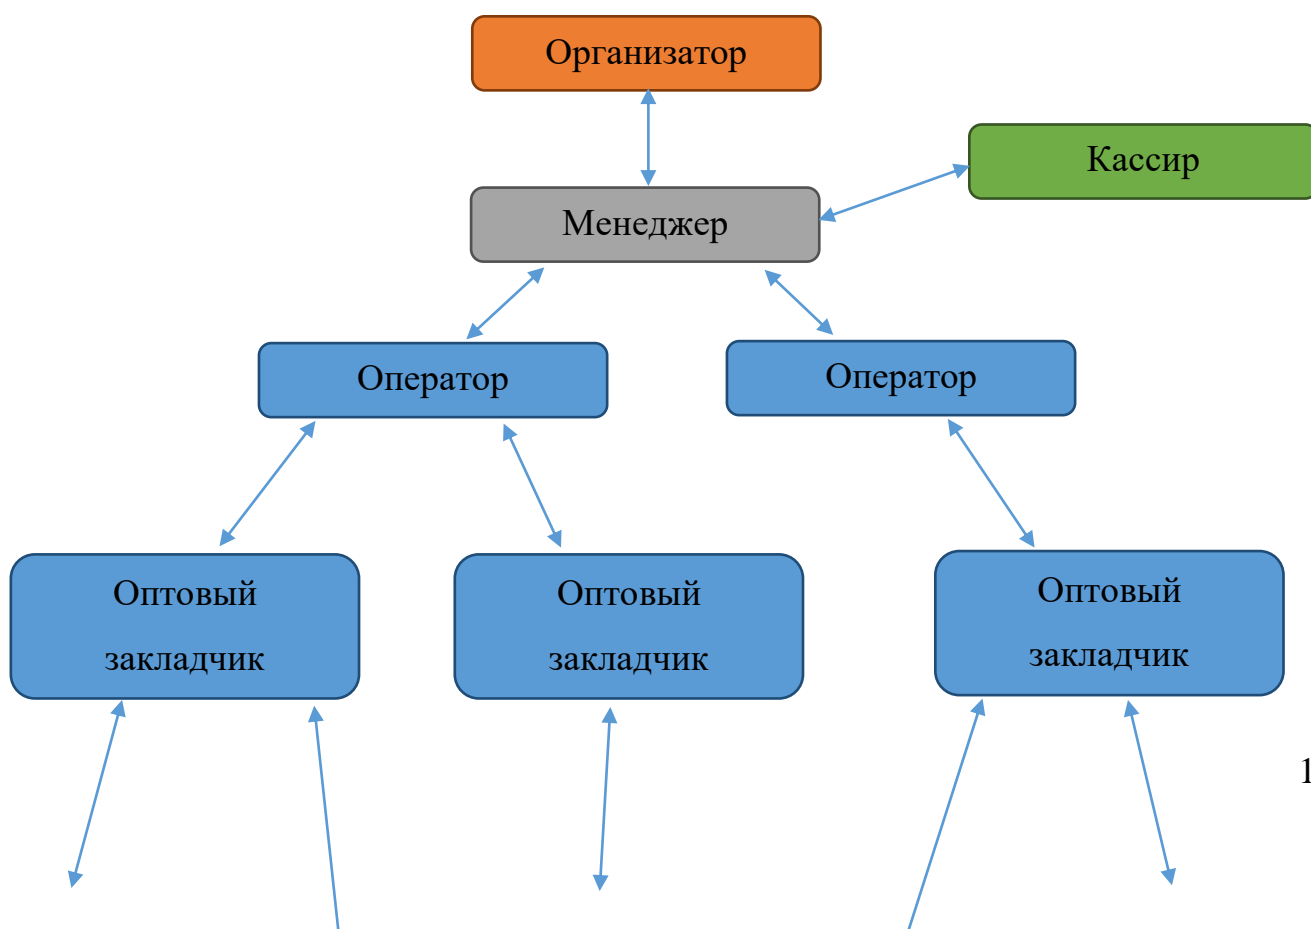 Организатор
Кассир
Менеджер
Оператор
Оператор
Оптовый
закладчик
Оптовый
закладчик
Оптовый
закладчик
1